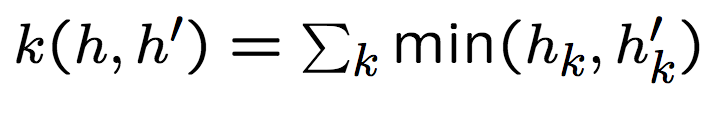 k(h, h′) = ∑ₖ min(hₖ, h′ₖ)